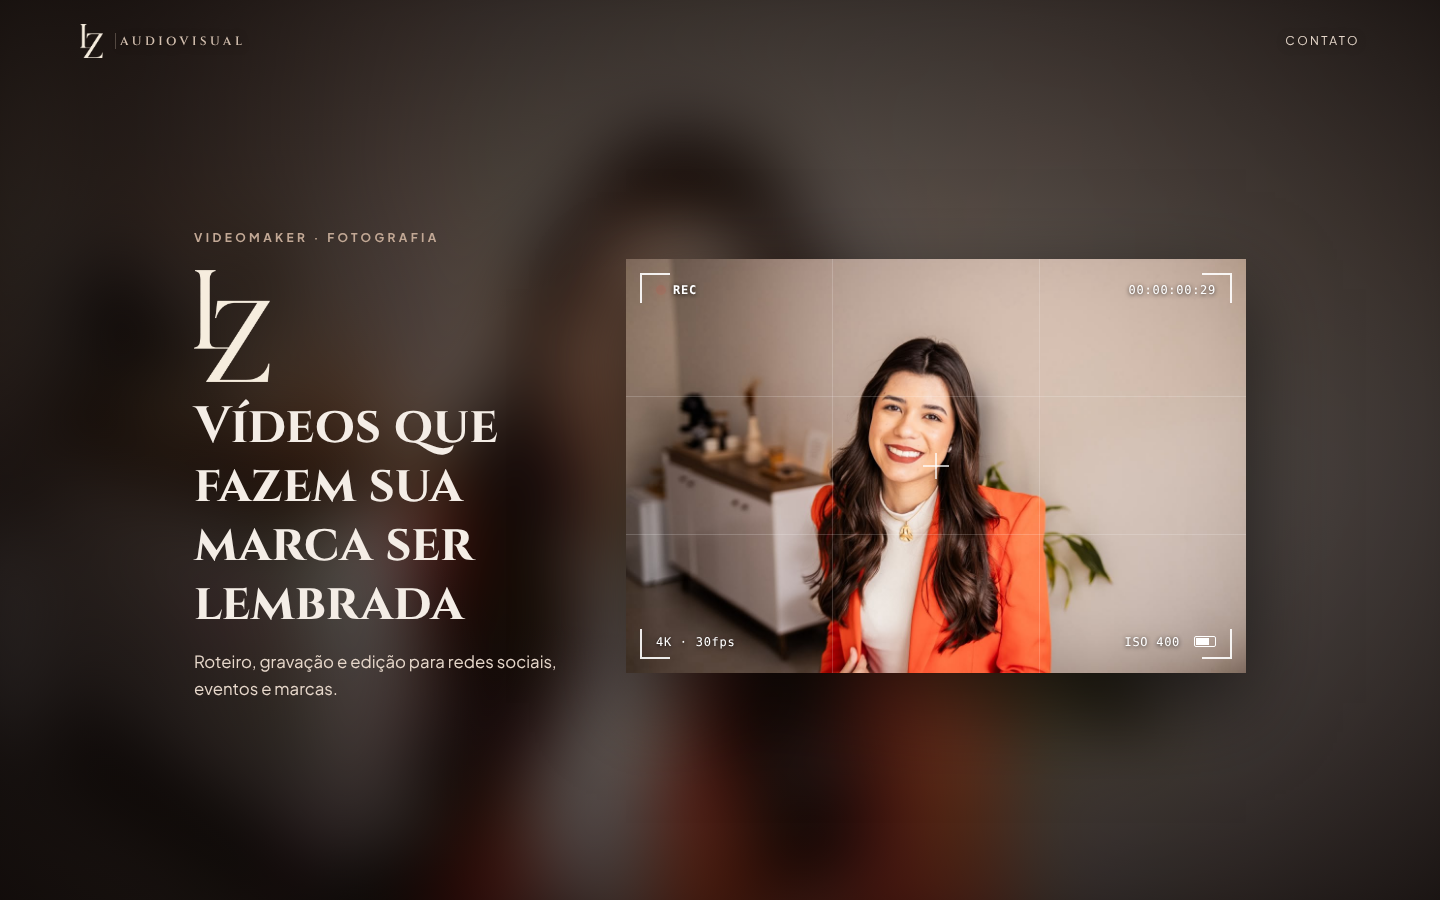 LZ AUDIOVISUAL
CONTATO
VIDEOMAKER · FOTOGRAFIA
LZ
VÍDEOS QUE
FAZEM SUA
MARCA SER
LEMBRADA
Roteiro, gravação e edição para redes sociais,
eventos e marcas.
REC
00:00:00:29
4K · 30fps
ISO 400